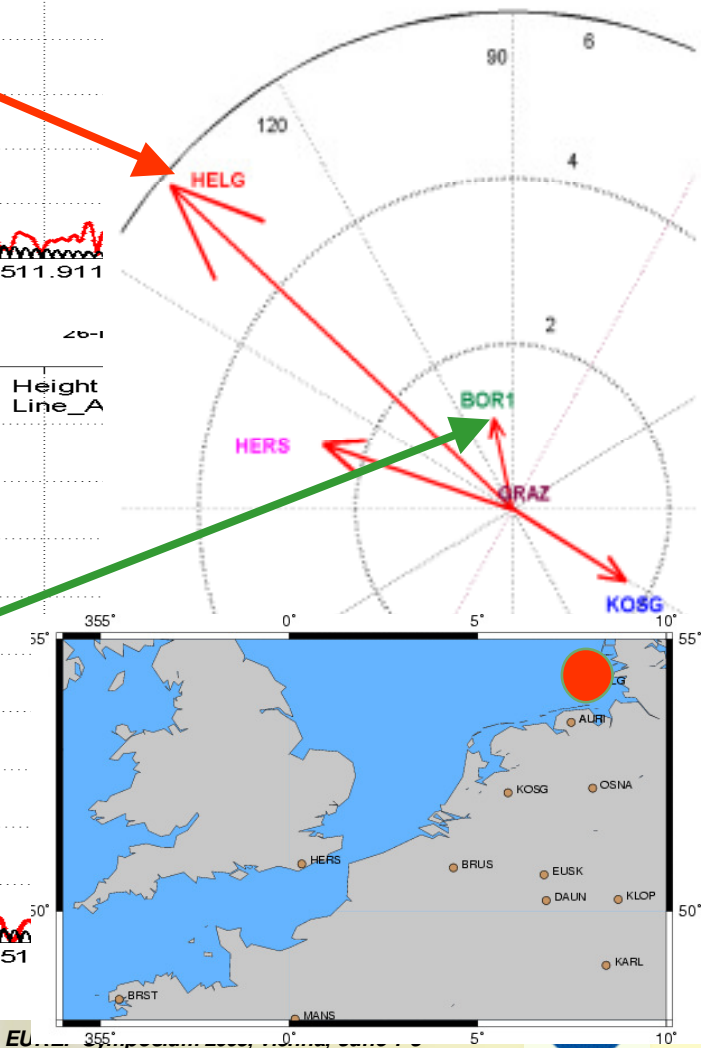 6
90
120
4
HELG
511.911
2
Height
Line_A
BOR1
HERS
GRAZ
KOSG
355° 0° 5° 10°
55° 55°
AURI
KOSG OSNA
HERS BRUS EUSK
DAUN KLOP
50° 50°
51
KARL
BRST
MANS
355° 0° 5° 10°